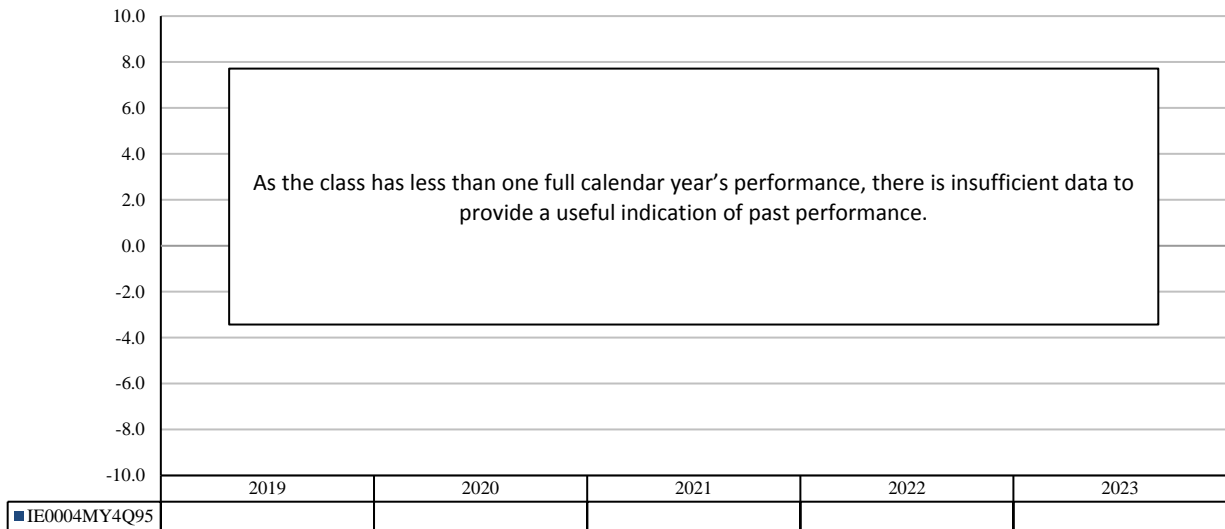 10.0
8.0
6.0
4.0
2.0
0.0
-2.0
-4.0
-6.0
-8.0
-10.0
As the class has less than one full calendar year’s performance, there is insufficient data to
provide a useful indication of past performance.
2019 2020 2021 2022 2023
IE0004MY4Q95